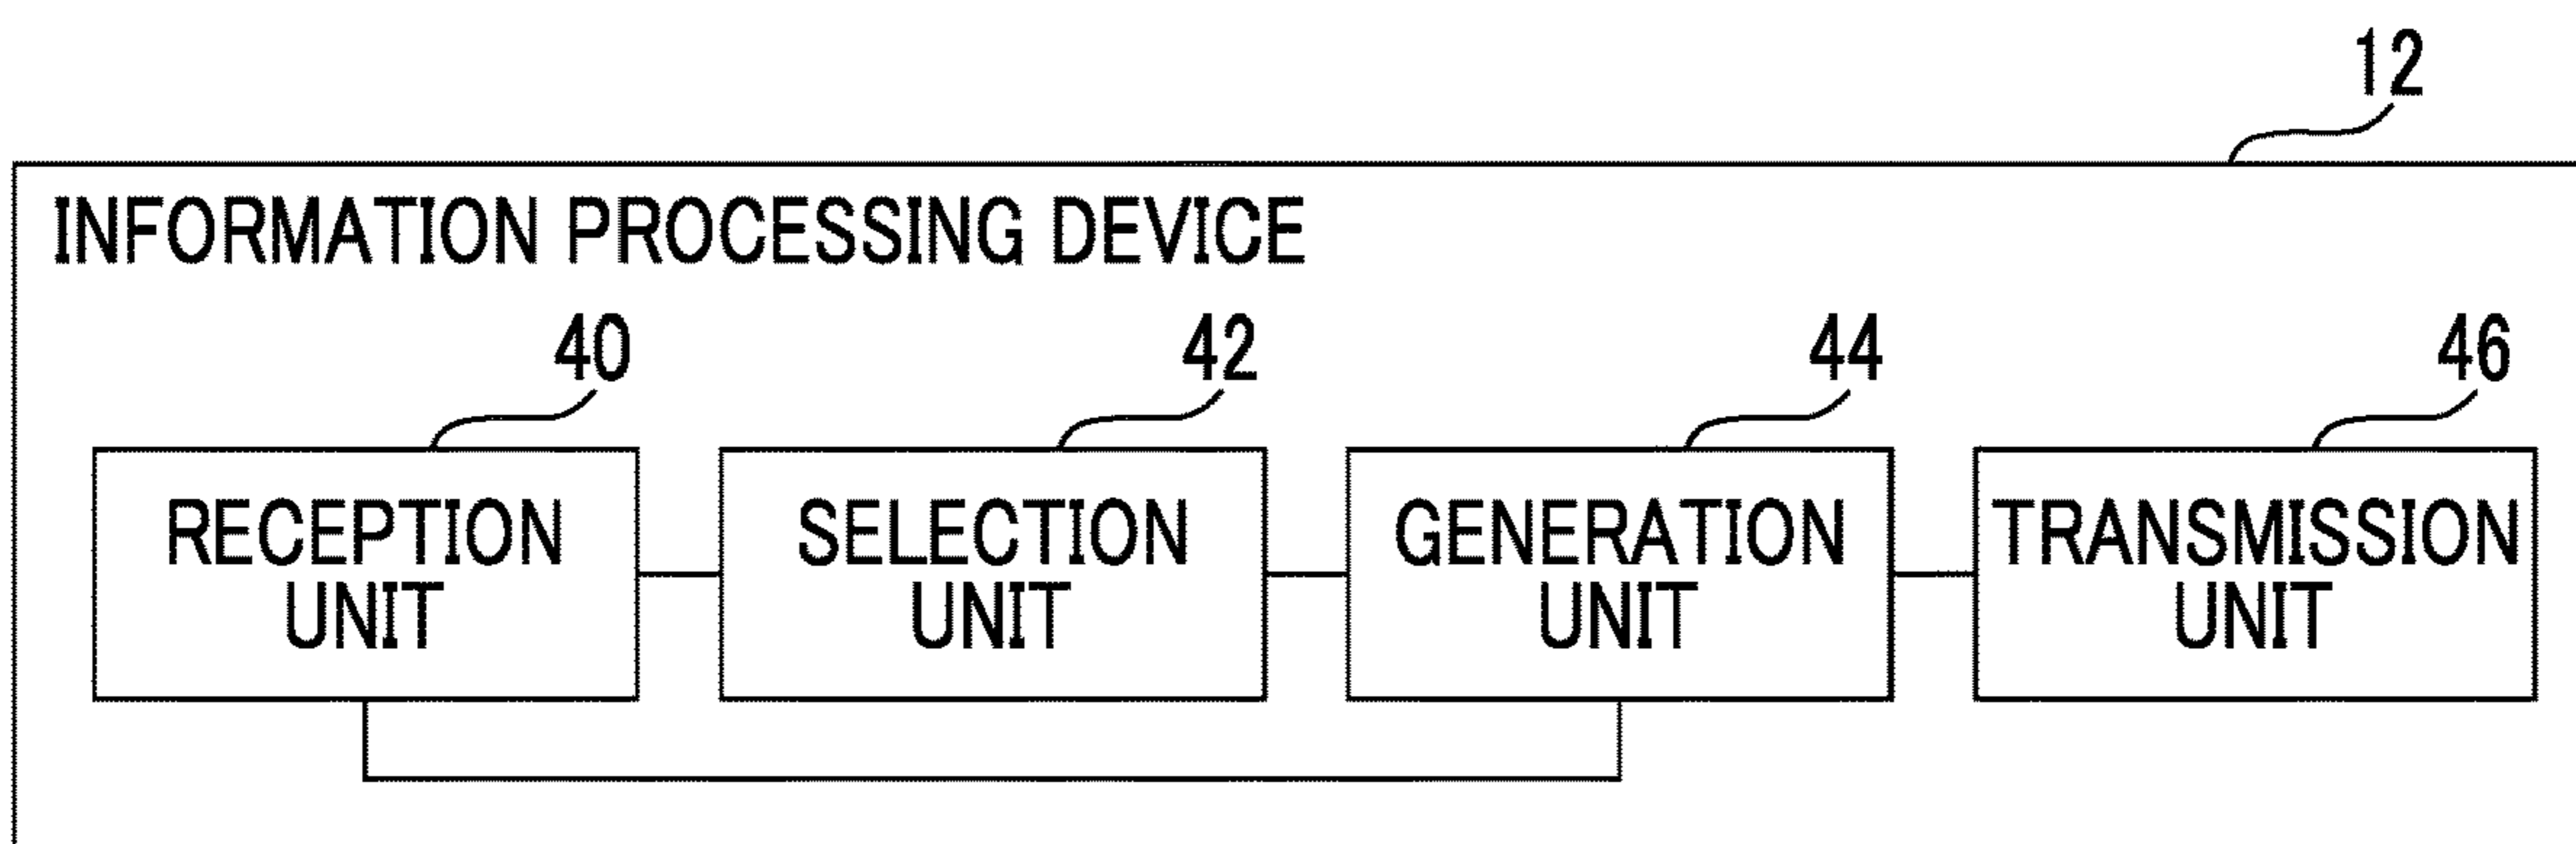 12
INFORMATION PROCESSING DEVICE
40
42
44
46
RECEPTION
UNIT
SELECTION
UNIT
GENERATION
UNIT
TRANSMISSION
UNIT